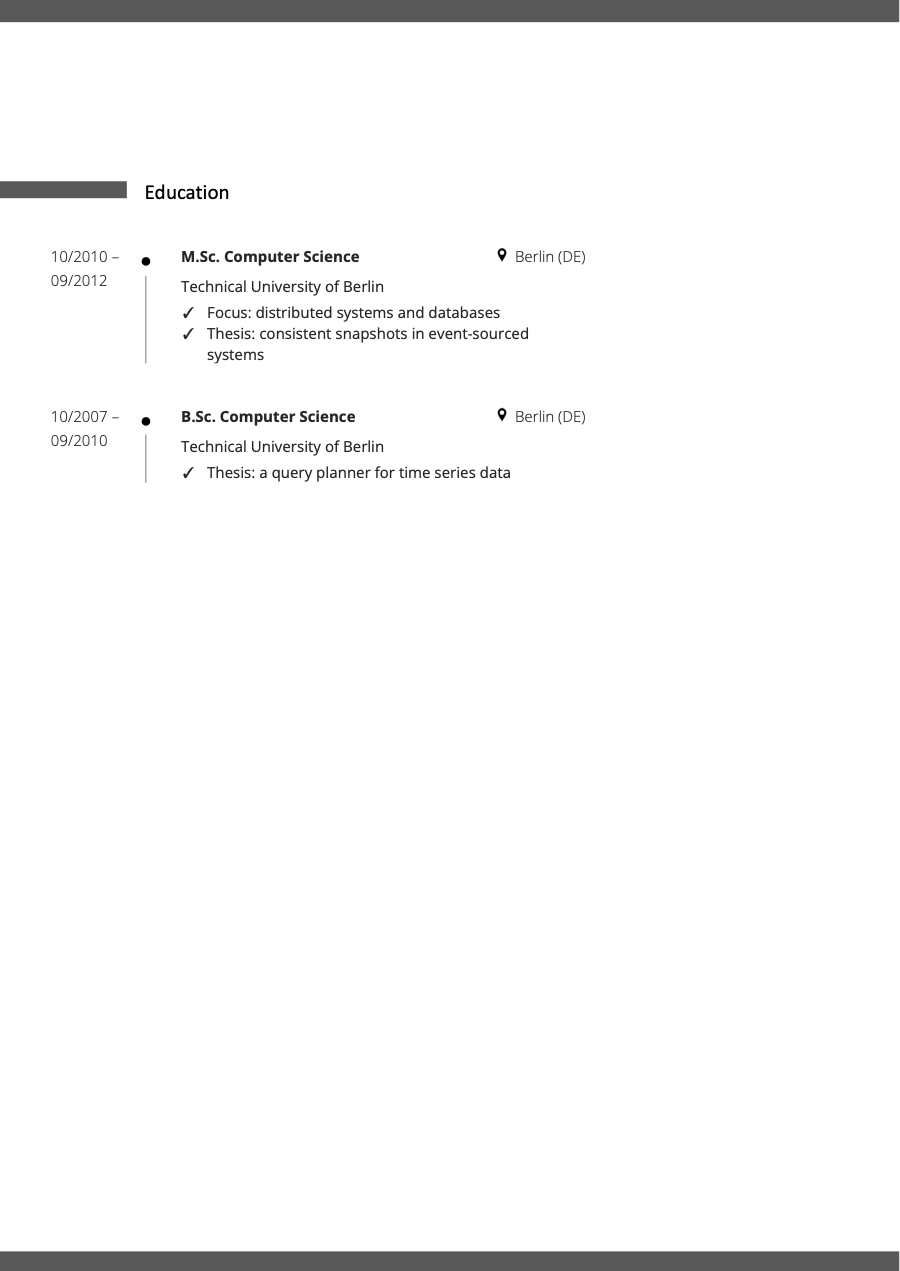 Education
10/2010 – M.Sc. Computer Science Berlin (DE)
09/2012
Technical University of Berlin
✓ Focus: distributed systems and databases
✓ Thesis: consistent snapshots in event-sourced
systems
10/2007 – B.Sc. Computer Science Berlin (DE)
09/2010
Technical University of Berlin
✓ Thesis: a query planner for time series data